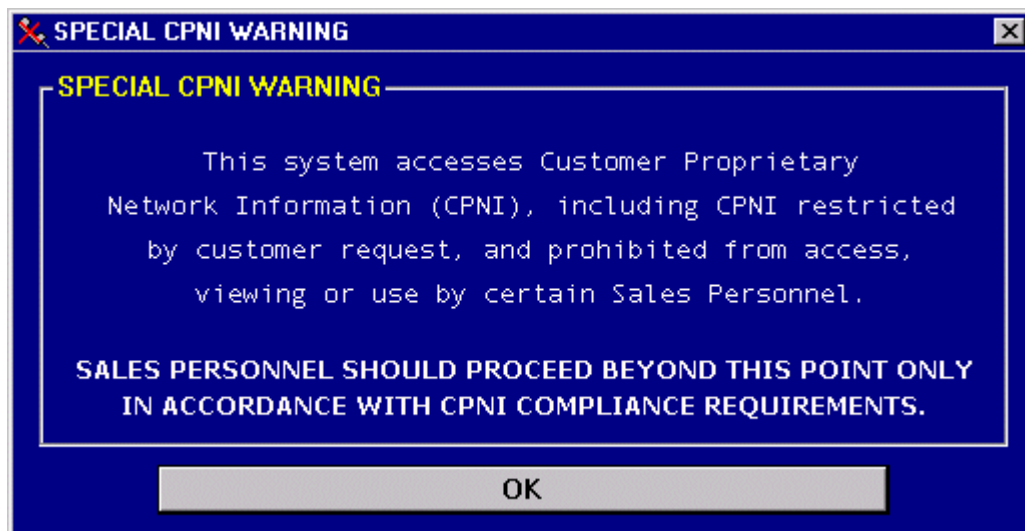 SPECIAL CPNI WARNING
SPECIAL CPNI WARNING
This system accesses Customer Proprietary
Network Information (CPNI), including CPNI restricted
by customer request, and prohibited from access,
viewing or use by certain Sales Personnel.
SALES PERSONNEL SHOULD PROCEED BEYOND THIS POINT ONLY
IN ACCORDANCE WITH CPNI COMPLIANCE REQUIREMENTS.
OK